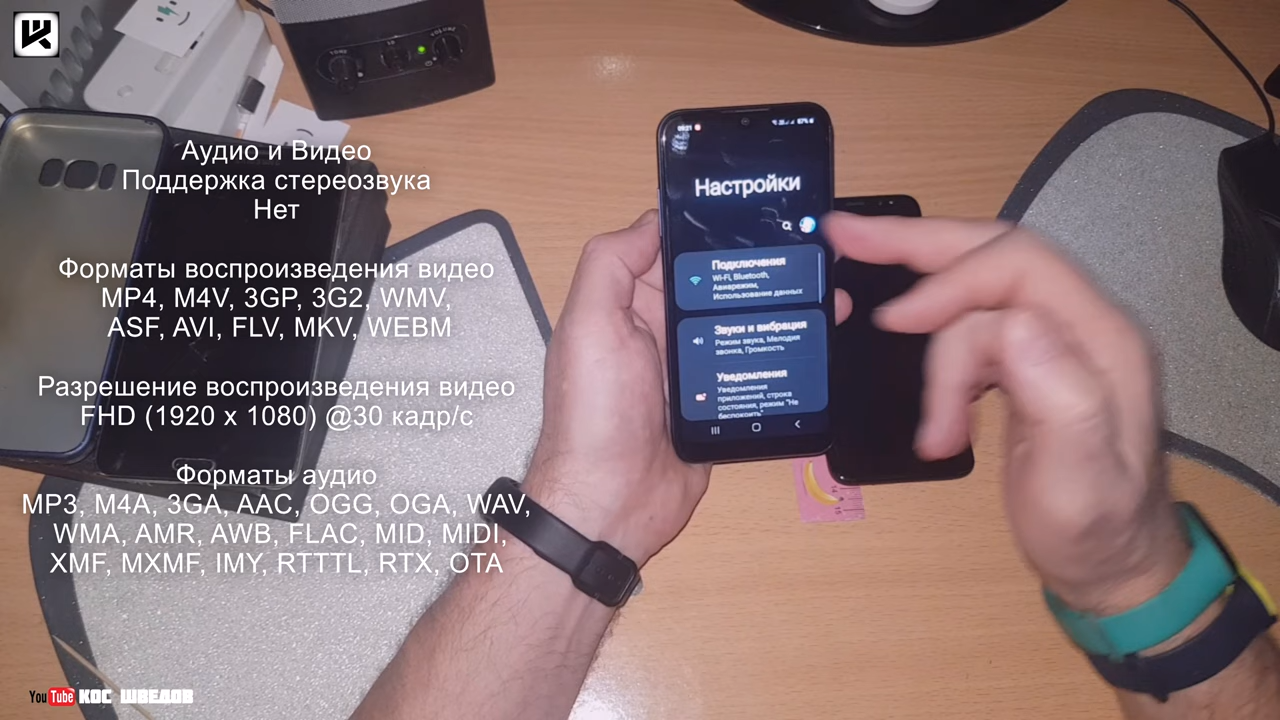 Аудио и Видео
Поддержка стереозвука
Нет
Форматы воспроизведения видео
MP4, M4V, 3GP, 3G2, WMV,
ASF, AVI, FLV, MKV, WEBM
Разрешение воспроизведения видео
FHD (1920 x 1080) @30 кадр/с
Форматы аудио
MP3, M4A, 3GA, AAC, OGG, OGA, WAV,
WMA, AMR, AWB, FLAC, MID, MIDI,
XMF, MXMF, IMY, RTTTL, RTX, OTA
Настройки
Подключения
Wi-Fi, Bluetooth,
Авиарежим,
Использование данных
Звуки и вибрация
Режим звука, Мелодия
звонка, Громкость
Уведомления
Уведомления
приложений, строка
состояния, режим "Не
беспокоить"
YouTube КОС ШВЕДОВ